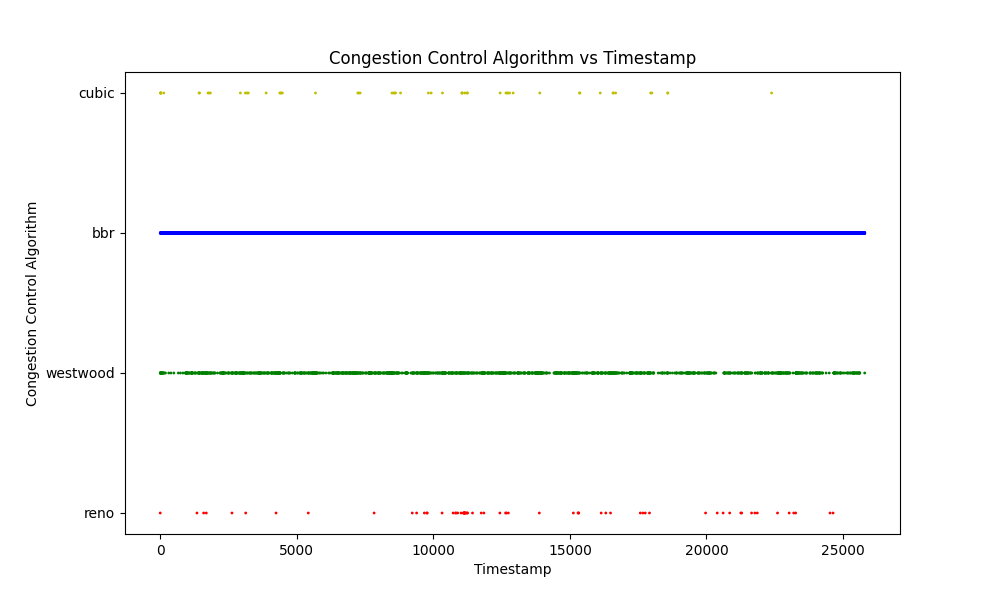 Congestion Control Algorithm vs Timestamp
cubic
bbr
westwood
reno
Congestion Control Algorithm
0 5000 10000 15000 20000 25000
Timestamp